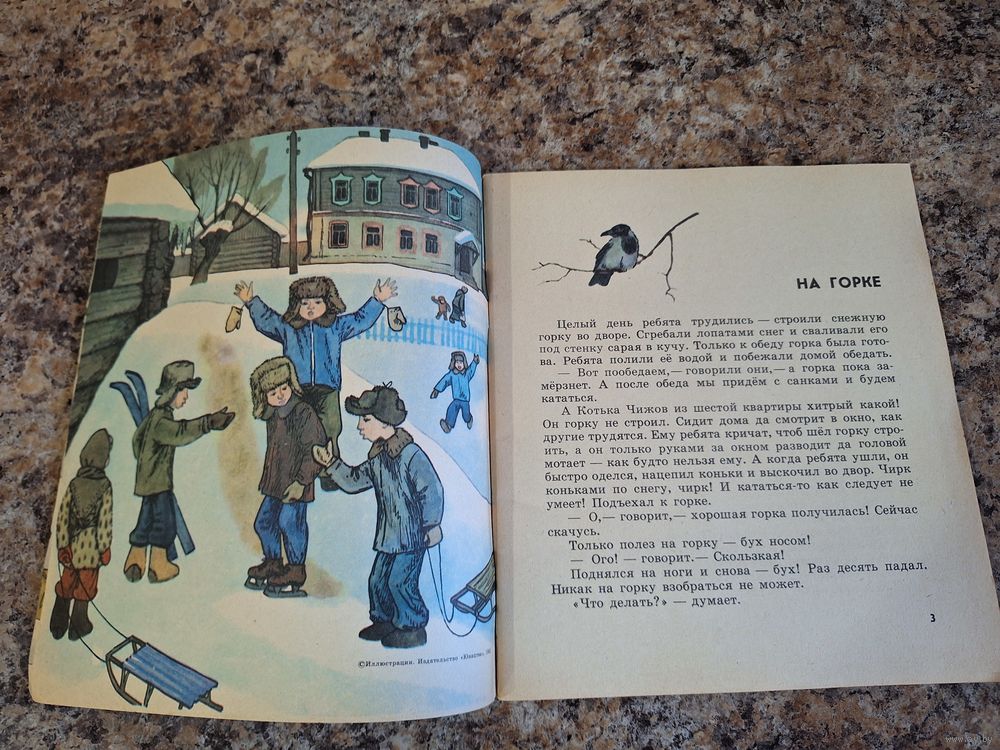 ©Иллюстрации. Издательство «Юнацтва»,
НА ГОРКЕ
Целый день ребята трудились — строили снежную
горку во дворе. Сгребали лопатами снег и сваливали его
под стенку сарая в кучу. Только к обеду горка была гото-
ва. Ребята полили её водой и побежали домой обедать.
— Вот пообедаем,— говорили они,— а горка пока за-
мёрзнет. А после обеда мы придём с санками и будем
кататься.
А Котька Чижов из шестой квартиры хитрый какой!
Он горку не строил. Сидит дома да смотрит в окно, как
другие трудятся. Ему ребята кричат, чтоб шёл горку стро-
ить, а он только руками за окном разводит да головой
мотает — как будто нельзя ему. А когда ребята ушли, он
быстро оделся, нацепил коньки и выскочил во двор. Чирк
коньками по снегу, чирк! И кататься-то как следует не
умеет! Подъехал к горке.
— О,— говорит,— хорошая горка получилась! Сейчас
скачусь.
Только полез на горку — бух носом!
— Ого! — говорит.— Скользкая!
Поднялся на ноги и снова — бух! Раз десять падал.
Никак на горку взобраться не может.
«Что делать?» — думает.
3